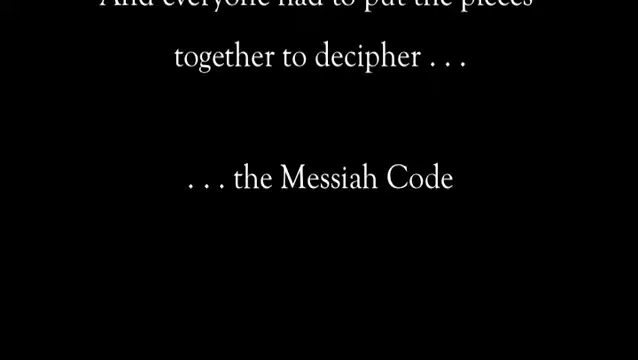 And everyone had to put the pieces
together to decipher . . .
. . . the Messiah Code